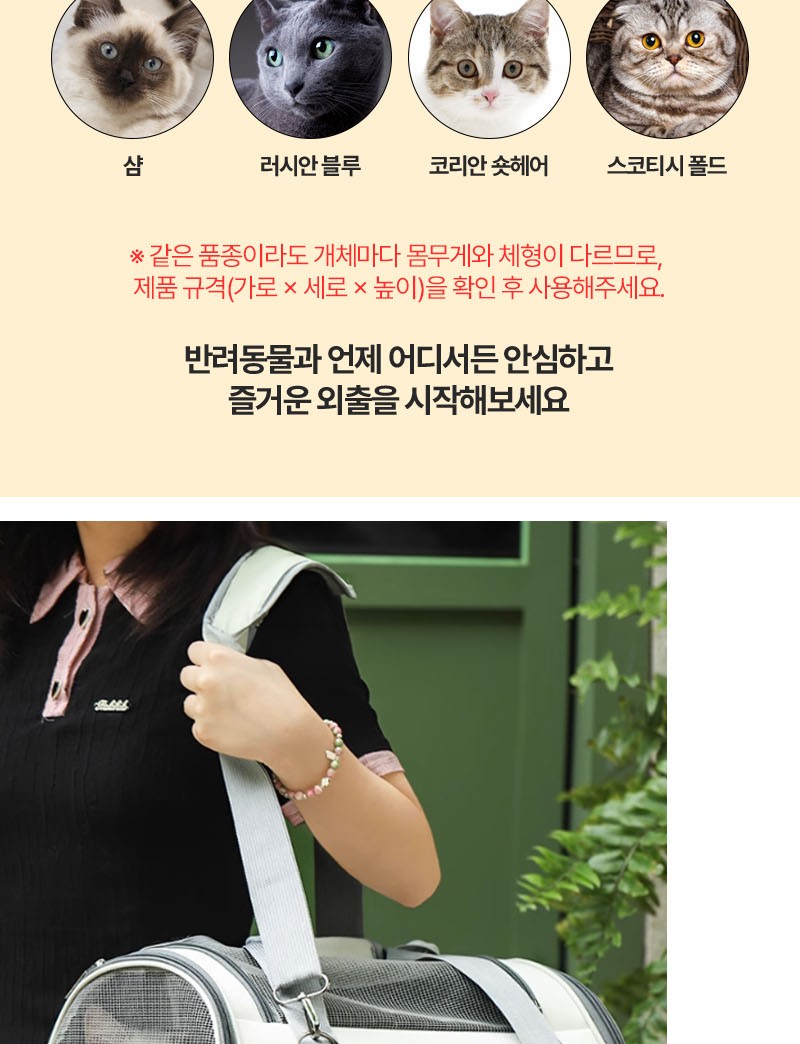 샴
러시안 블루
코리안 숏헤어
스코티시 폴드
※ 같은 품종이라도 개체마다 몸무게와 체형이 다르므로,
제품 규격(가로 × 세로 × 높이)을 확인 후 사용해주세요.
반려동물과 언제 어디서든 안심하고
즐거운 외출을 시작해보세요